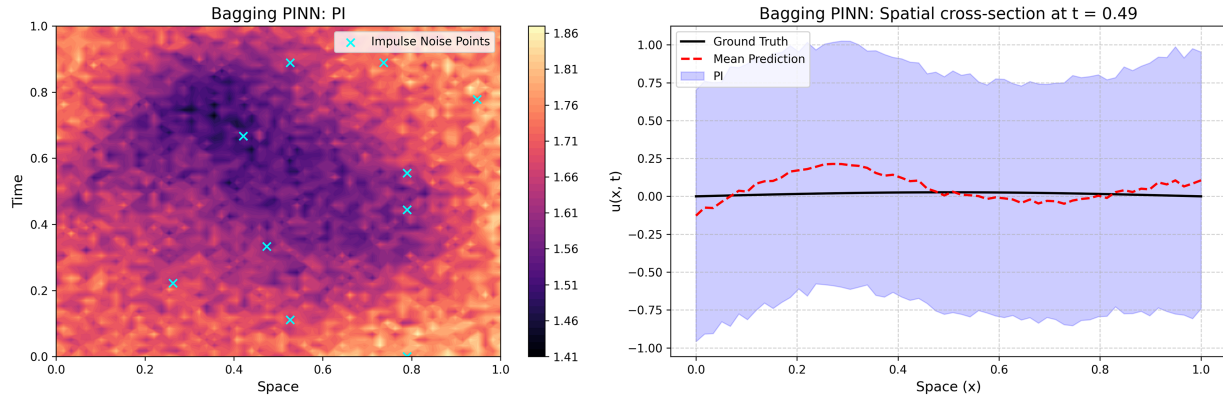 Bagging PINN: PI
Impulse Noise Points
Time
1.0
0.8
0.6
0.4
0.2
0.0
0.0 0.2 0.4 0.6 0.8 1.0
Space
1.86
1.81
1.76
1.71
1.66
1.61
1.56
1.51
1.46
1.41
Bagging PINN: Spatial cross-section at t = 0.49
Ground Truth
Mean Prediction
PI
u(x, t)
1.00
0.75
0.50
0.25
0.00
−0.25
−0.50
−0.75
−1.00
0.0 0.2 0.4 0.6 0.8 1.0
Space (x)